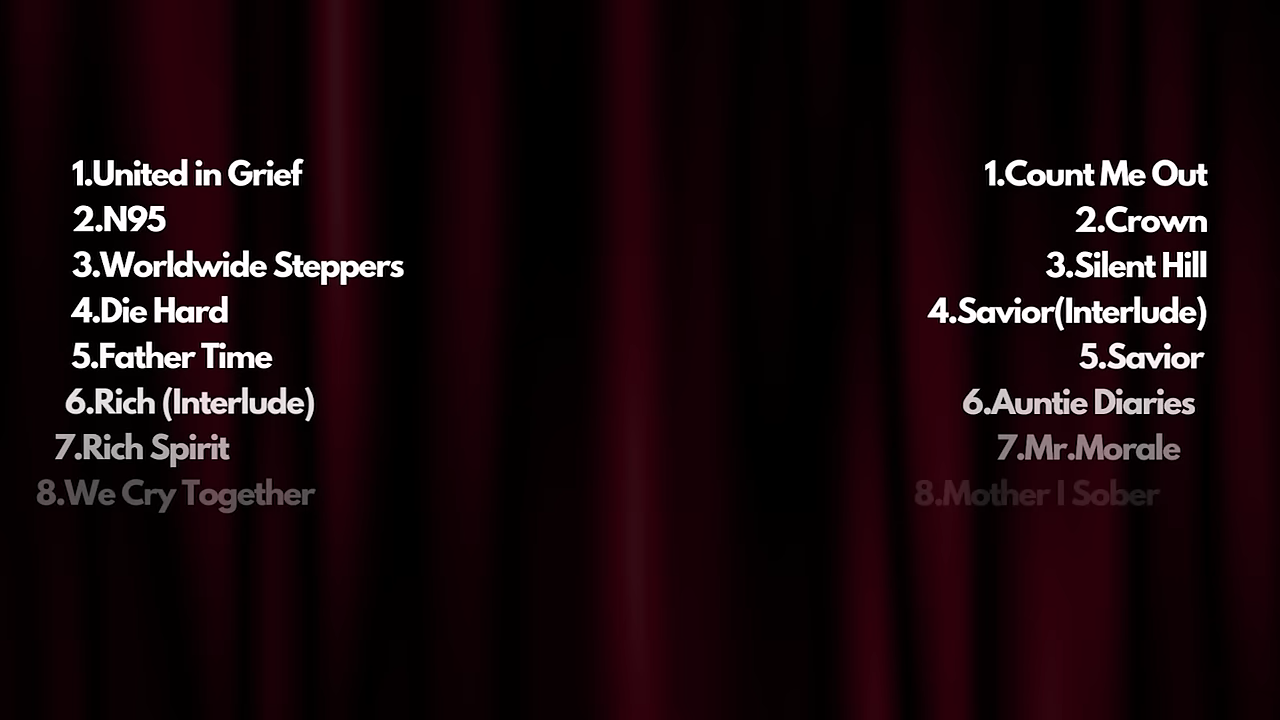 1.United in Grief
2.N95
3.Worldwide Steppers
4.Die Hard
5.Father Time
6.Rich (Interlude)
7.Rich Spirit
8.We Cry Together
1.Count Me Out
2.Crown
3.Silent Hill
4.Savior(Interlude)
5.Savior
6.Auntie Diaries
7.Mr.Morale
8.Mother I Sober